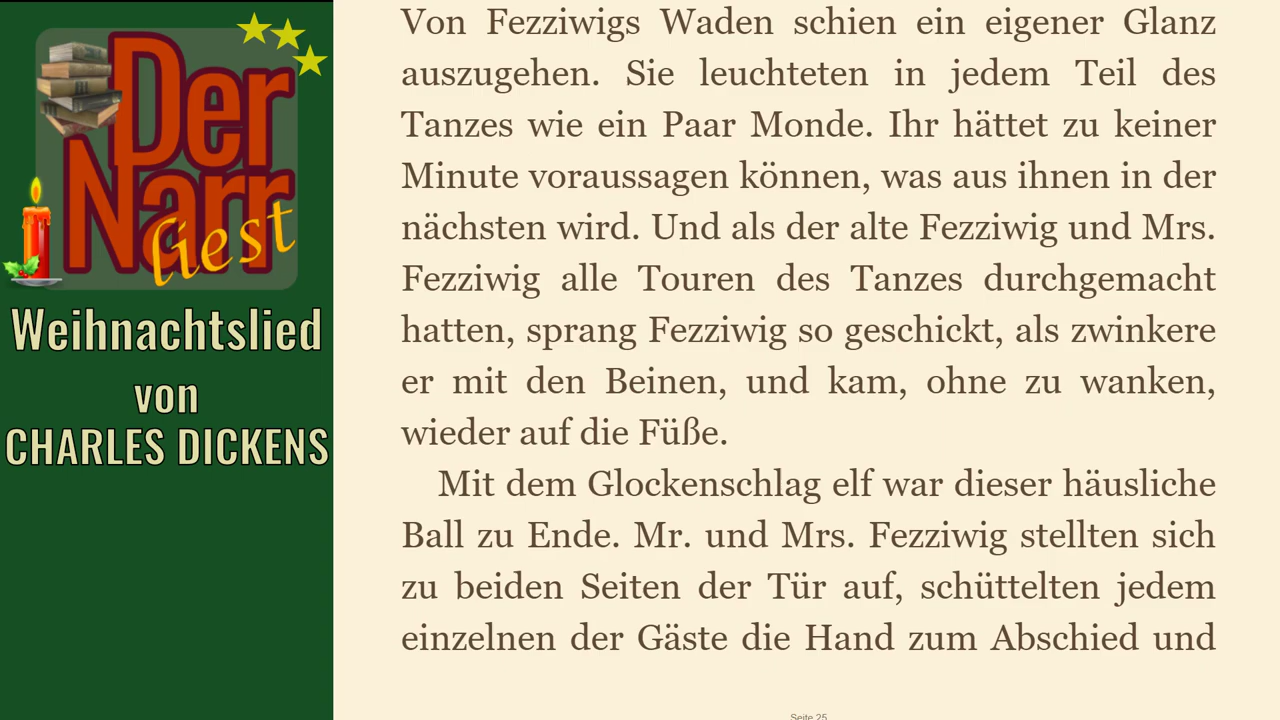 Der
Narr
liest
Weihnachtslied
von
CHARLES DICKENS
Von Fezziwigs Waden schien ein eigener Glanz
auszugehen. Sie leuchteten in jedem Teil des
Tanzes wie ein Paar Monde. Ihr hättet zu keiner
Minute voraussagen können, was aus ihnen in der
nächsten wird. Und als der alte Fezziwig und Mrs.
Fezziwig alle Touren des Tanzes durchgemacht
hatten, sprang Fezziwig so geschickt, als zwinkere
er mit den Beinen, und kam, ohne zu wanken,
wieder auf die Füße.
Mit dem Glockenschlag elf war dieser häusliche
Ball zu Ende. Mr. und Mrs. Fezziwig stellten sich
zu beiden Seiten der Tür auf, schüttelten jedem
einzelnen der Gäste die Hand zum Abschied und
Seite 25